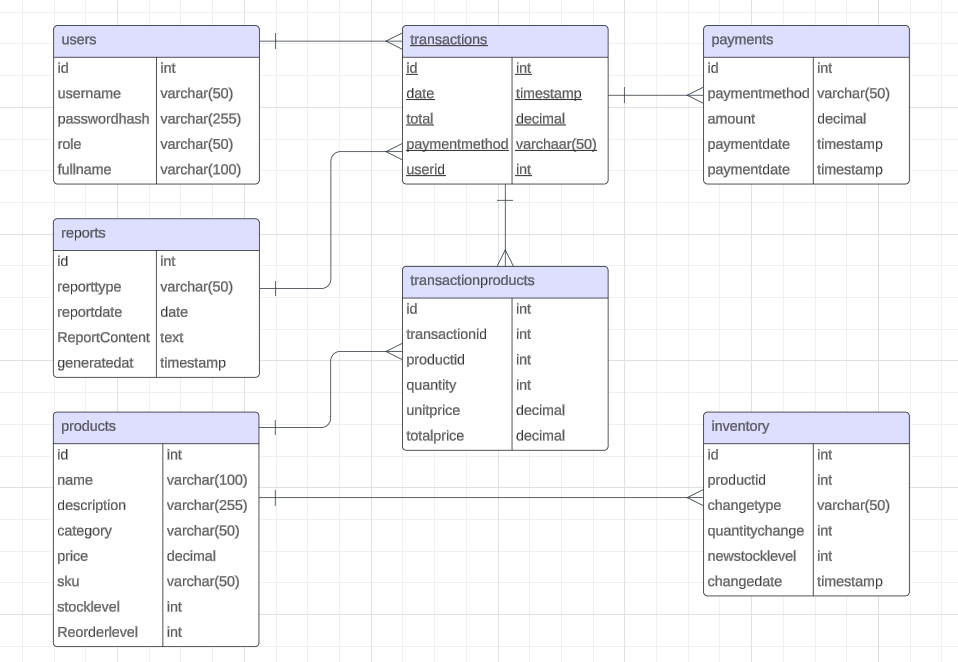 users
id int
username varchar(50)
passwordhash varchar(255)
role varchar(50)
fullname varchar(100)
transactions
id int
date timestamp
total decimal
paymentmethod varchaar(50)
userid int
payments
id int
paymentmethod varchar(50)
amount decimal
paymentdate timestamp
paymentdate timestamp
reports
id int
reporttype varchar(50)
reportdate date
ReportContent text
generatedat timestamp
transactionproducts
id int
transactionid int
productid int
quantity int
unitprice decimal
totalprice decimal
products
id int
name varchar(100)
description varchar(255)
category varchar(50)
price decimal
sku varchar(50)
stocklevel int
Reorderlevel int
inventory
id int
productid int
changetype varchar(50)
quantitychange int
newstocklevel int
changedate timestamp